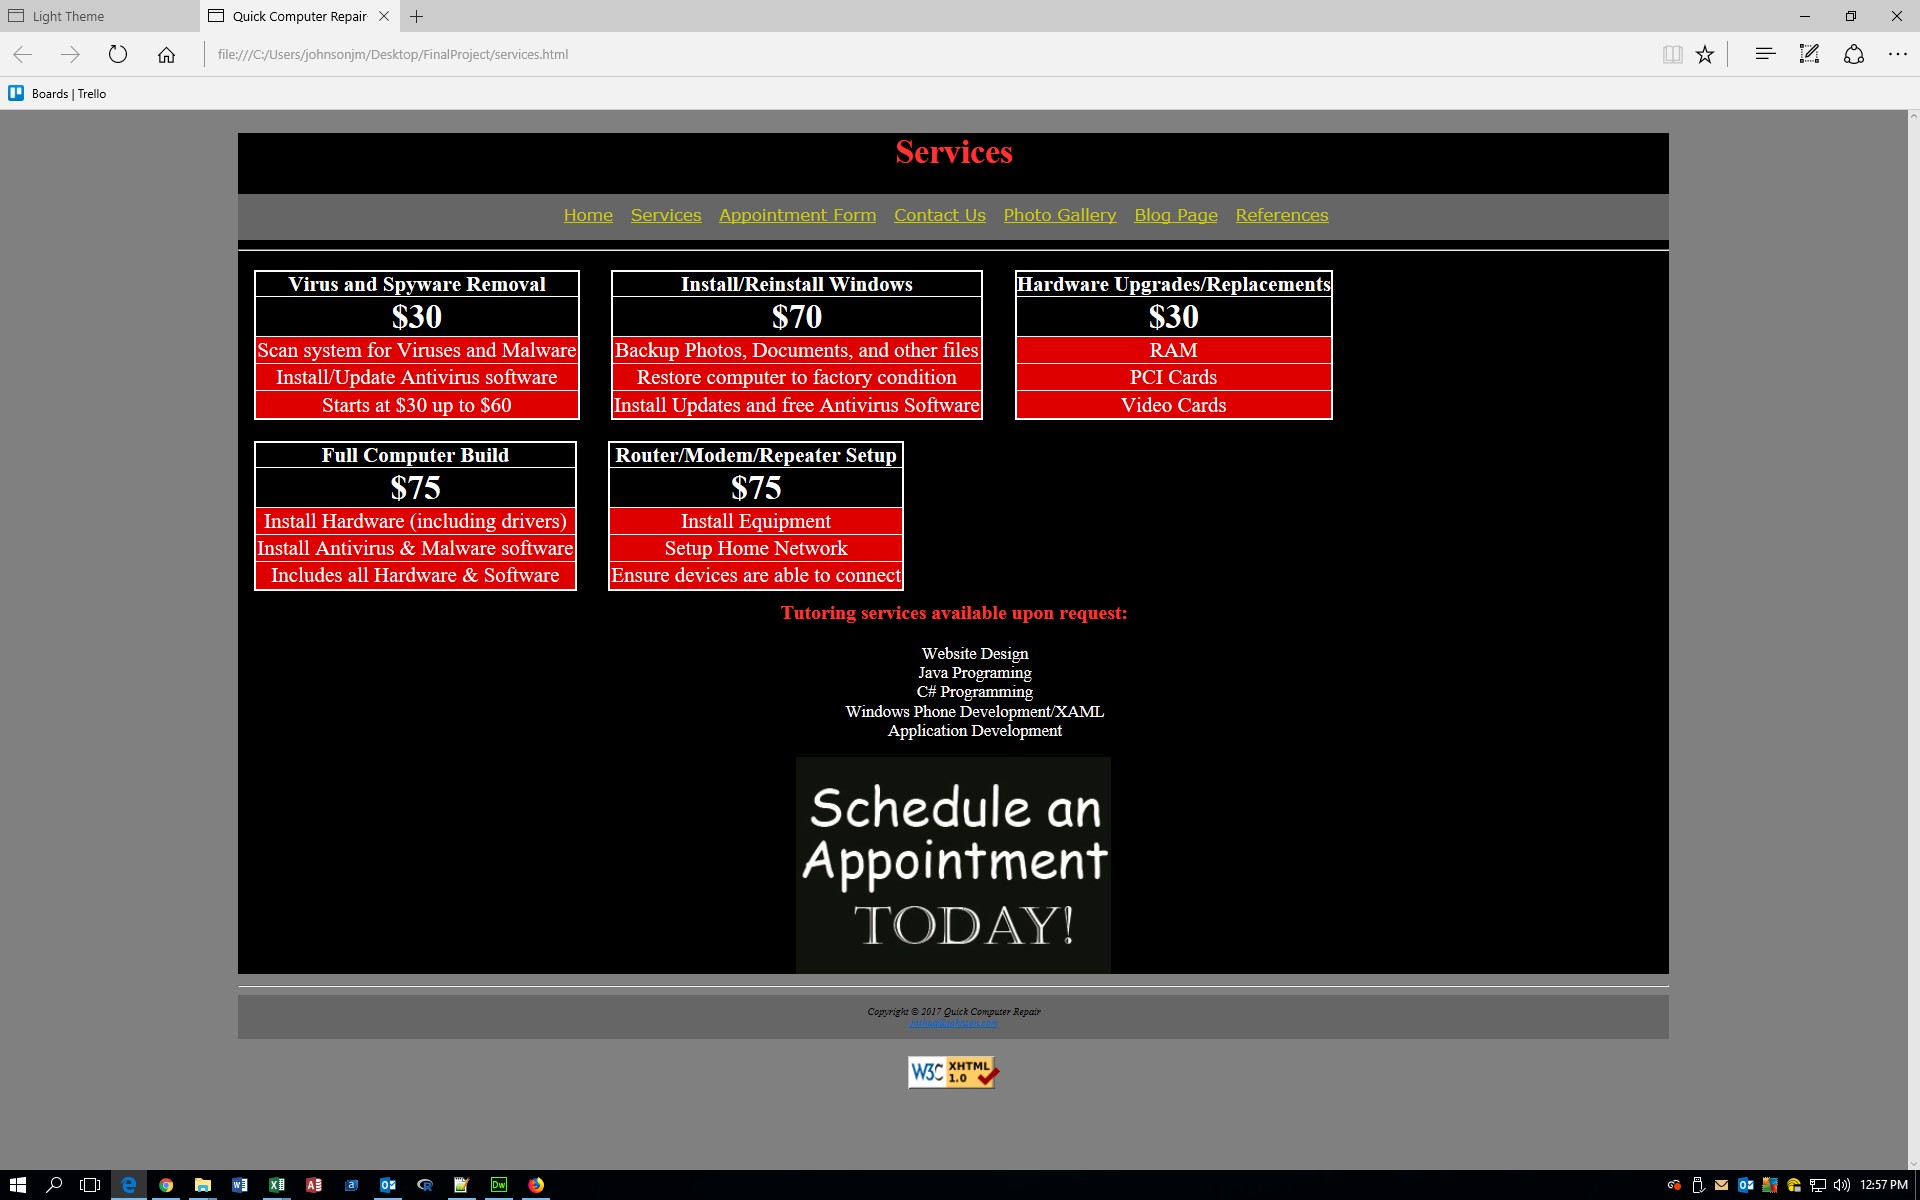 Light Theme
Quick Computer Repair
file:///C:/Users/johnsonjm/Desktop/FinalProject/services.html
Boards | Trello
Services
Home Services Appointment Form Contact Us Photo Gallery Blog Page References
Virus and Spyware Removal
$30
Scan system for Viruses and Malware
Install/Update Antivirus software
Starts at $30 up to $60
Install/Reinstall Windows
$70
Backup Photos, Documents, and other files
Restore computer to factory condition
Install Updates and free Antivirus Software
Hardware Upgrades/Replacements
$30
RAM
PCI Cards
Video Cards
Full Computer Build
$75
Install Hardware (including drivers)
Install Antivirus & Malware software
Includes all Hardware & Software
Router/Modem/Repeater Setup
$75
Install Equipment
Setup Home Network
Ensure devices are able to connect
Tutoring services available upon request:
Website Design
Java Programing
C# Programming
Windows Phone Development/XAML
Application Development
Schedule an
Appointment
TODAY!
Copyright © 2017 Quick Computer Repair
W3C XHTML
1.0
12:57 PM